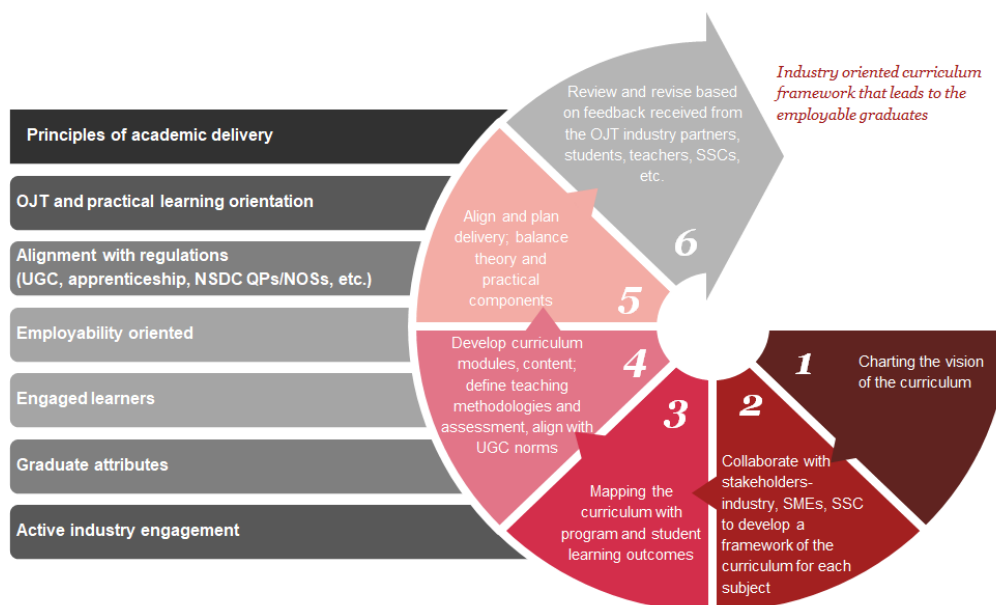 Industry oriented curriculum
framework that leads to the
employable graduates
Principles of academic delivery
OJT and practical learning orientation
Alignment with regulations
(UGC, apprenticeship, NSDC QPs/NOSs, etc.)
Employability oriented
Engaged learners
Graduate attributes
Active industry engagement
1
Charting the vision
of the curriculum
2
Collaborate with
stakeholders-
industry, SMEs, SSC
to develop a
framework of the
curriculum for each
subject
3
Mapping the
curriculum with
program and student
learning outcomes
4
Develop curriculum
modules, content;
define teaching
methodologies and
assessment, align with
UGC norms
5
Align and plan
delivery; balance
theory and
practical
components
6
Review and revise based
on feedback received from
the OJT industry partners,
students, teachers, SSCs,
etc.